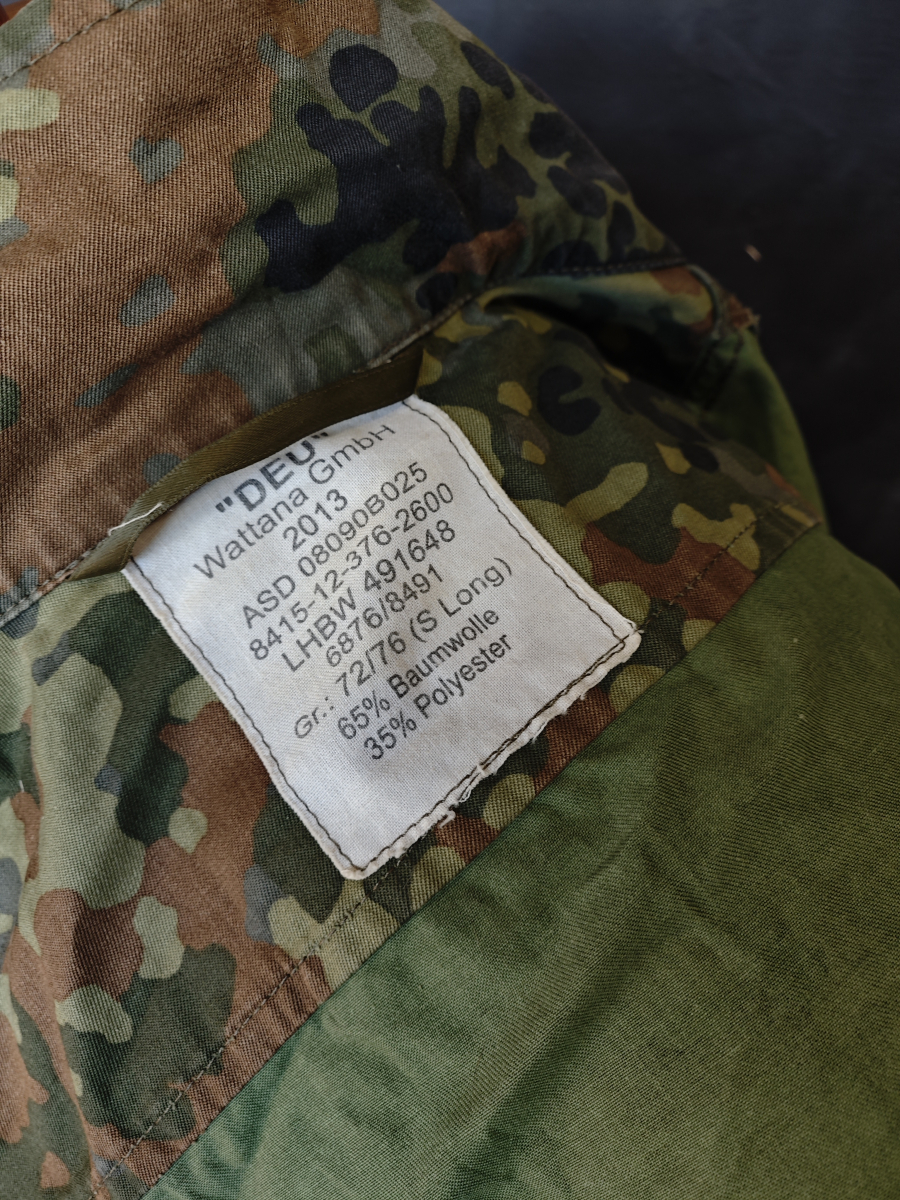 "DEU"
Wattana GmbH
2013
ASD 08090B025
8415-12-376-2600
LHBW 491648
6876/8491
Gr.: 72/76 (S Long)
65% Baumwolle
35% Polyester